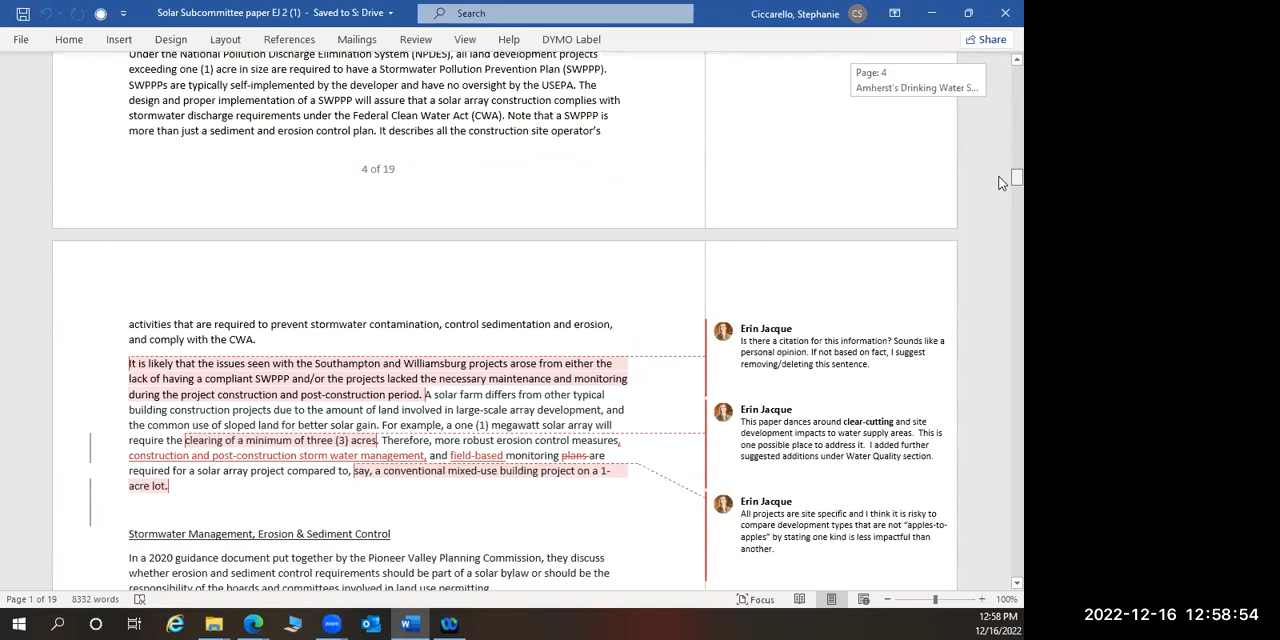 Solar Subcommittee paper EJ 2 (1) - Saved to S: Drive
Search
Ciccarello, Stephanie
CS
File
Home
Insert
Design
Layout
References
Mailings
Review
View
Help
DYMO Label
Share
Under the National Pollution Discharge Elimination System (NPDES), all land development projects
exceeding one (1) acre in size are required to have a Stormwater Pollution Prevention Plan (SWPPP).
SWPPPs are typically self-implemented by the developer and have no oversight by the USEPA. The
design and proper implementation of a SWPPP will assure that a solar array construction complies with
stormwater discharge requirements under the Federal Clean Water Act (CWA). Note that a SWPPP is
more than just a sediment and erosion control plan. It describes all the construction site operator's
4 of 19
Page: 4
Amherst's Drinking Water S...
activities that are required to prevent stormwater contamination, control sedimentation and erosion,
and comply with the CWA.
It is likely that the issues seen with the Southampton and Williamsburg projects arose from either the
lack of having a compliant SWPPP and/or the projects lacked the necessary maintenance and monitoring
during the project construction and post-construction period. A solar farm differs from other typical
building construction projects due to the amount of land involved in large-scale array development, and
the common use of sloped land for better solar gain. For example, a one (1) megawatt solar array will
require the clearing of a minimum of three (3) acres. Therefore, more robust erosion control measures,
construction and post-construction storm water management, and field-based monitoring plans are
required for a solar array project compared to, say, a conventional mixed-use building project on a 1-
acre lot.
Stormwater Management, Erosion & Sediment Control
In a 2020 guidance document put together by the Pioneer Valley Planning Commission, they discuss
whether erosion and sediment control requirements should be part of a solar bylaw or should be the
responsibility of the boards and committees involved in land use permitting.
Erin Jacque
Is there a citation for this information? Sounds like a
personal opinion. If not based on fact, I suggest
removing/deleting this sentence.
Erin Jacque
This paper dances around clear-cutting and site
development impacts to water supply areas. This is
one possible place to address it. I added further
suggested additions under Water Quality section.
Erin Jacque
All projects are site specific and I think it is risky to
compare development types that are not "apples-to-
apples" by stating one kind is less impactful than
another.
Page 1 of 19
8332 words
Focus
100%
zoom
12:58 PM
12/16/2022
2022-12-16 12:58:54